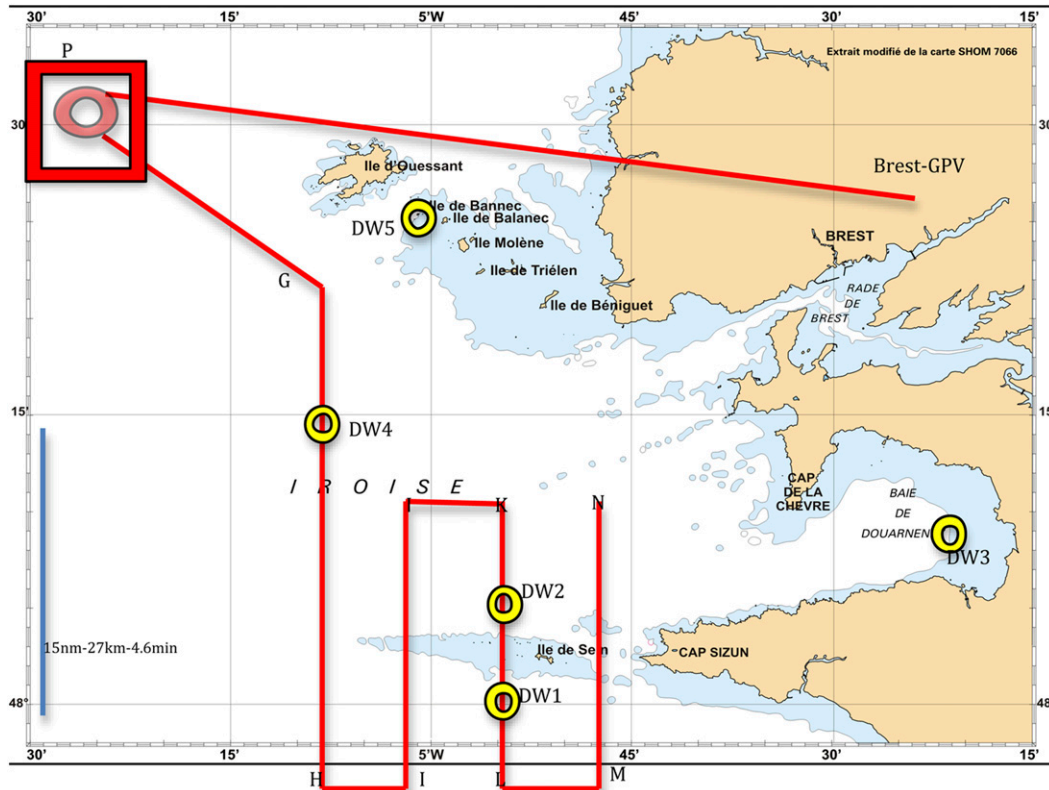 30'
15'
5°W
45'
30'
15'
P
Extrait modifié de la carte SHOM 7066
30'
30'
Ile d'Ouessant
Brest-GPV
Ile de Bannec
DW5
Ile de Balanec
Ile Molène
BREST
Ile de Triélen
G
RADE
DE
BREST
Ile de Béniguet
15'
15'
DW4
I R O I S E
CAP
DE LA
CHEVRE
J
K
N
BAIE
DE
DOUARNEN
DW3
DW2
15nm-27km-4.6min
Ile de Sein
CAP SIZUN
DW1
48°
48°
30'
15'
5°W
45'
30'
15'
H
I
L
M